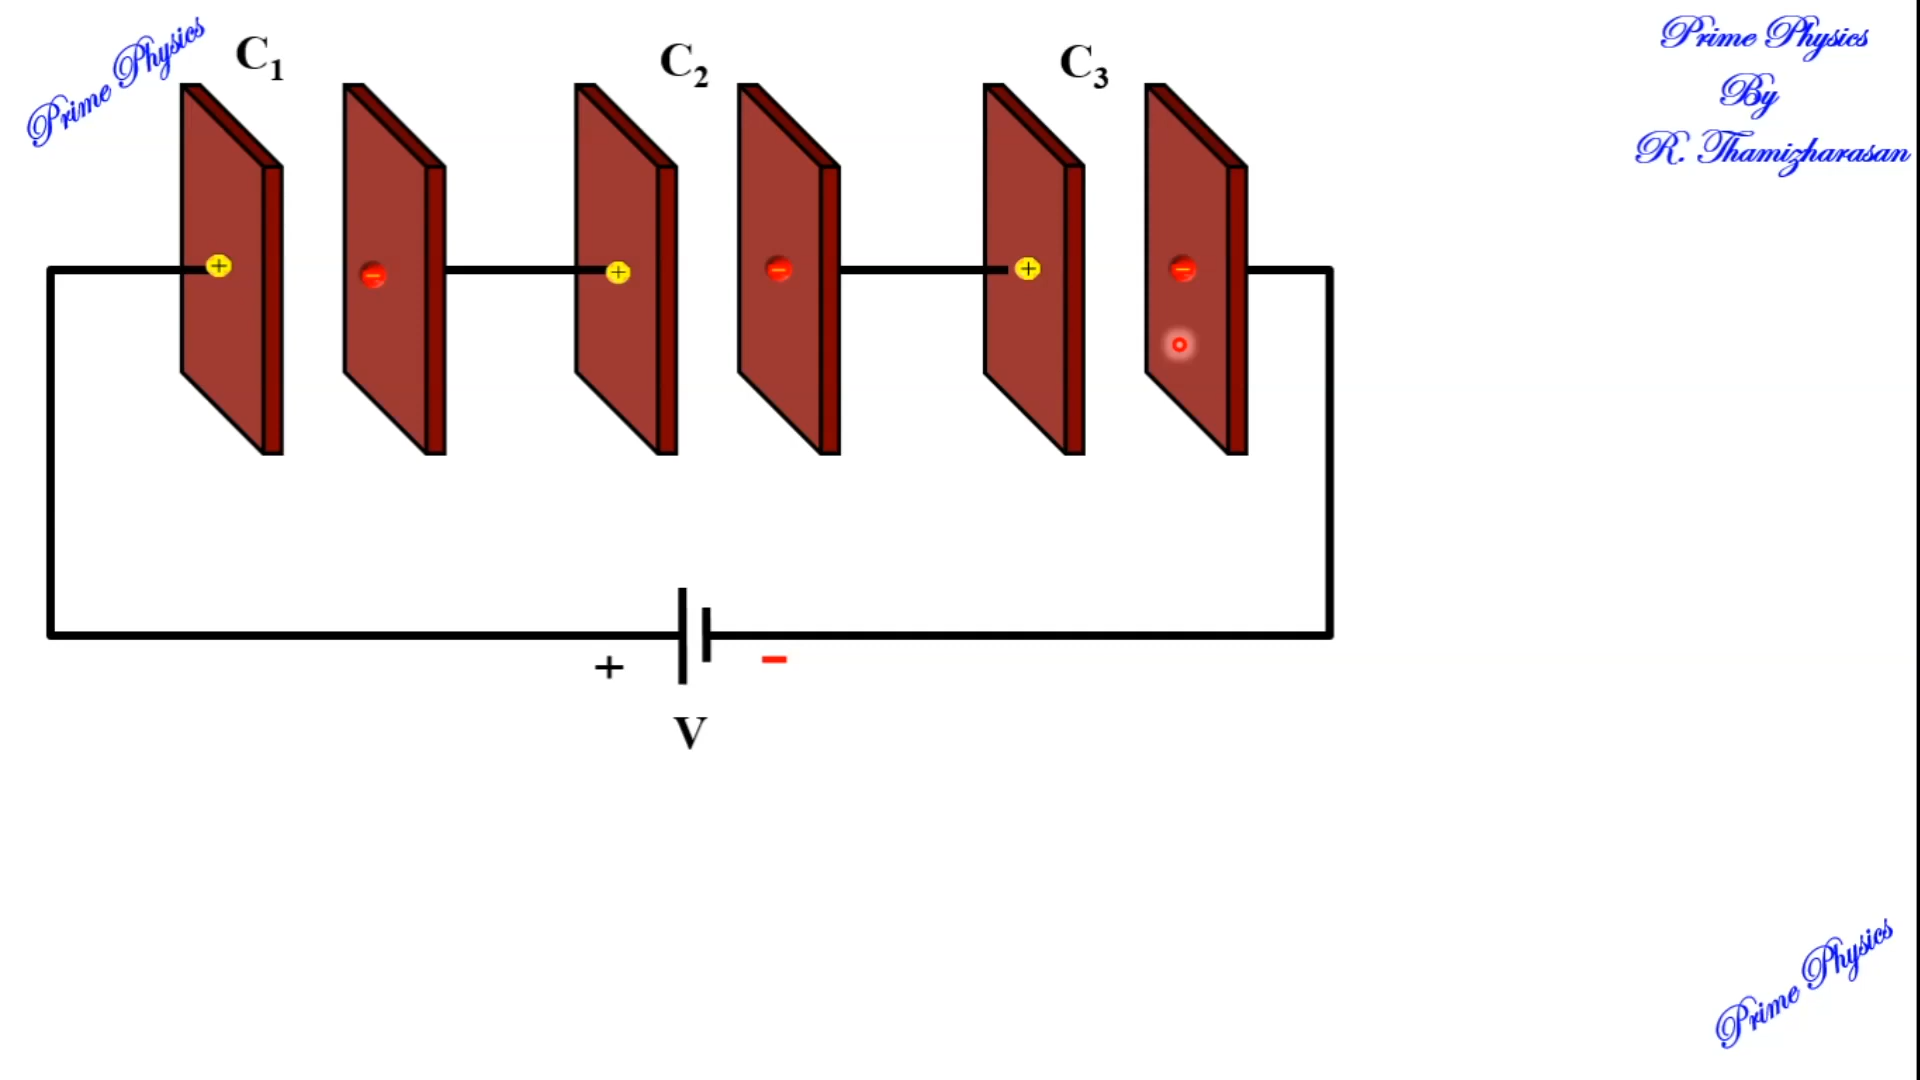 Prime Physics
C1
C2
C3
Prime Physics
By
R. Thamizharasan
+
−
+
−
+
−
+
−
V
Prime Physics